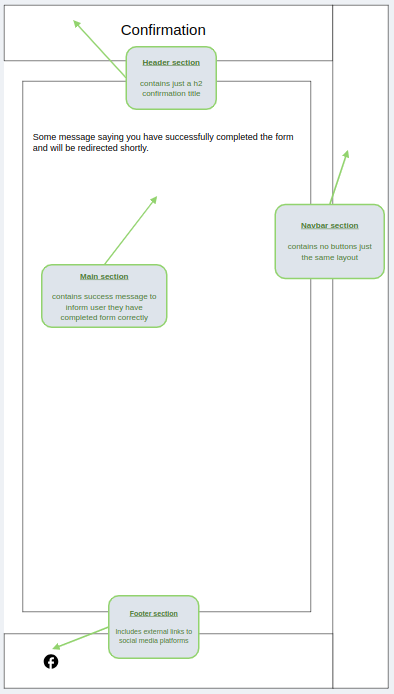 Confirmation
Header section
contains just a h2
confirmation title
Some message saying you have successfully completed the form
and will be redirected shortly.
Navbar section
contains no buttons just
the same layout
Main section
contains success message to
inform user they have
completed form correctly
Footer section
Includes external links to
social media platforms